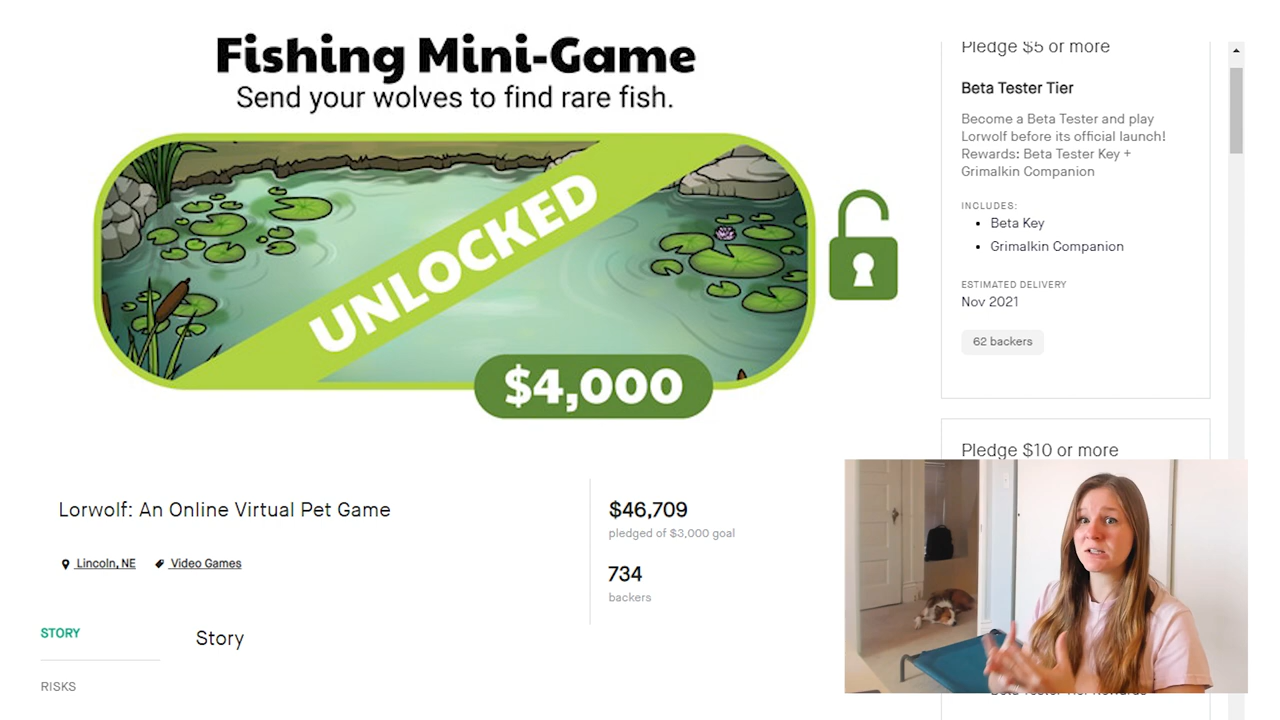 Fishing Mini-Game
Send your wolves to find rare fish.
UNLOCKED
$4,000
Lorwolf: An Online Virtual Pet Game
Lincoln, NE
Video Games
$46,709
pledged of $3,000 goal
734
backers
STORY
Story
RISKS
Pledge $5 or more
Beta Tester Tier
Become a Beta Tester and play
Lorwolf before its official launch!
Rewards: Beta Tester Key +
Grimalkin Companion
INCLUDES:
Beta Key
Grimalkin Companion
ESTIMATED DELIVERY
Nov 2021
62 backers
Pledge $10 or more